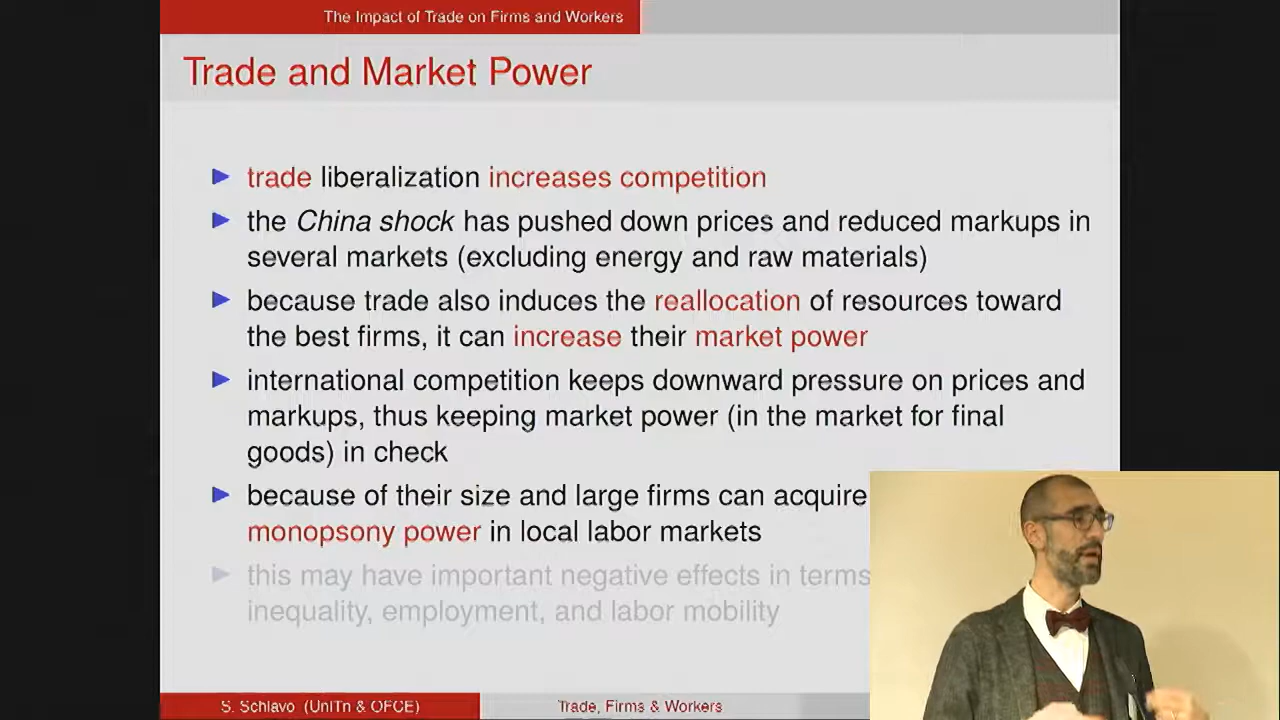 The Impact of Trade on Firms and Workers
Trade and Market Power
trade liberalization increases competition
the China shock has pushed down prices and reduced markups in
several markets (excluding energy and raw materials)
because trade also induces the reallocation of resources toward
the best firms, it can increase their market power
international competition keeps downward pressure on prices and
markups, thus keeping market power (in the market for final
goods) in check
because of their size and large firms can acquire
monopsony power in local labor markets
this may have important negative effects in terms
inequality, employment, and labor mobility
S. Schiavo (UniTn & OFCE)
Trade, Firms & Workers